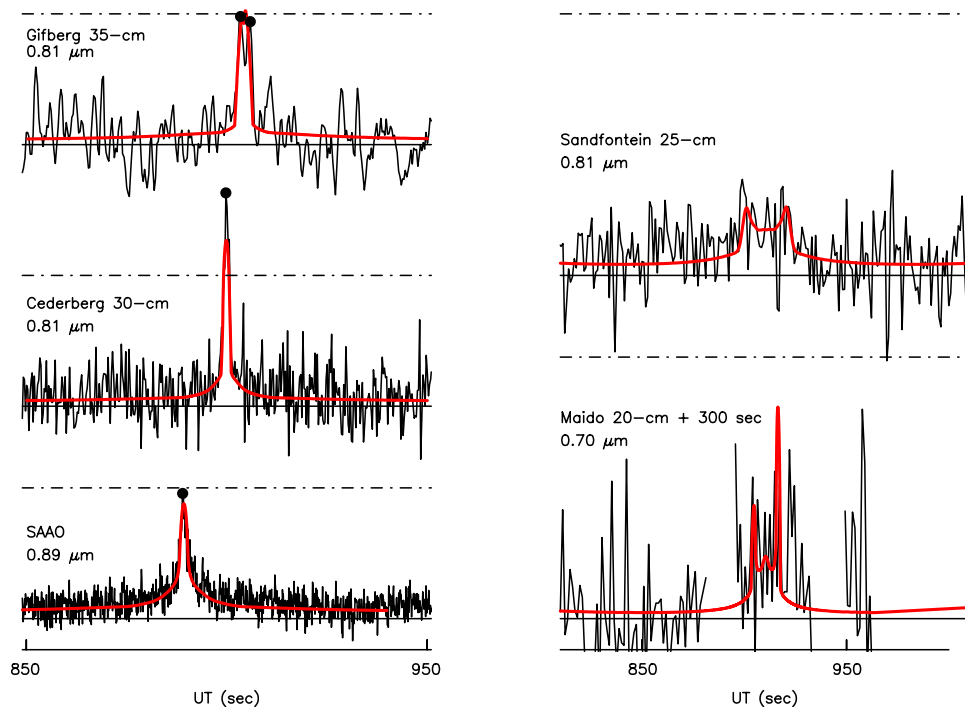 Gifberg 35-cm
0.81 μm
Cederberg 30-cm
0.81 μm
SAAO
0.89 μm
850 950
UT (sec)
Sandfontein 25-cm
0.81 μm
Maido 20-cm + 300 sec
0.70 μm
850 950
UT (sec)